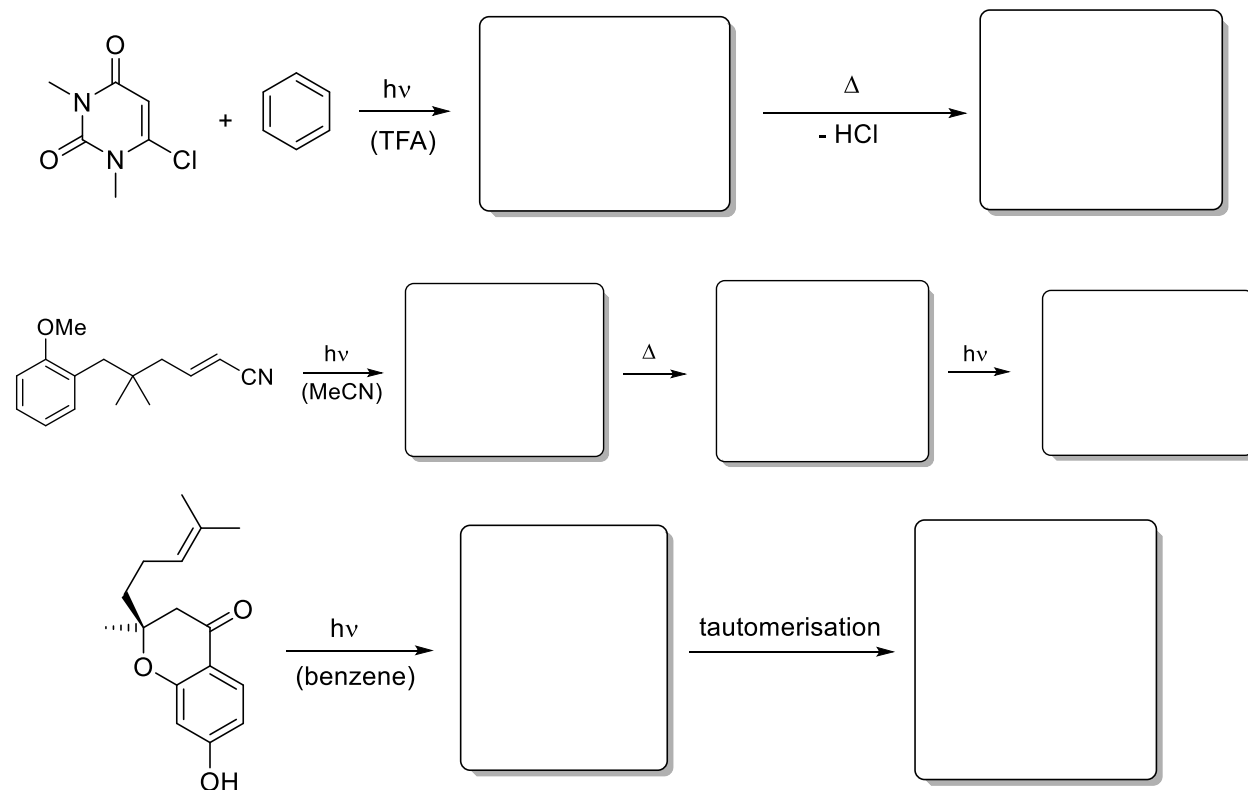 O
N
O
N
Cl
+
hν
(TFA)
Δ
- HCl
OMe
CN
hν
(MeCN)
Δ
hν
O
O
OH
hν
(benzene)
tautomerisation